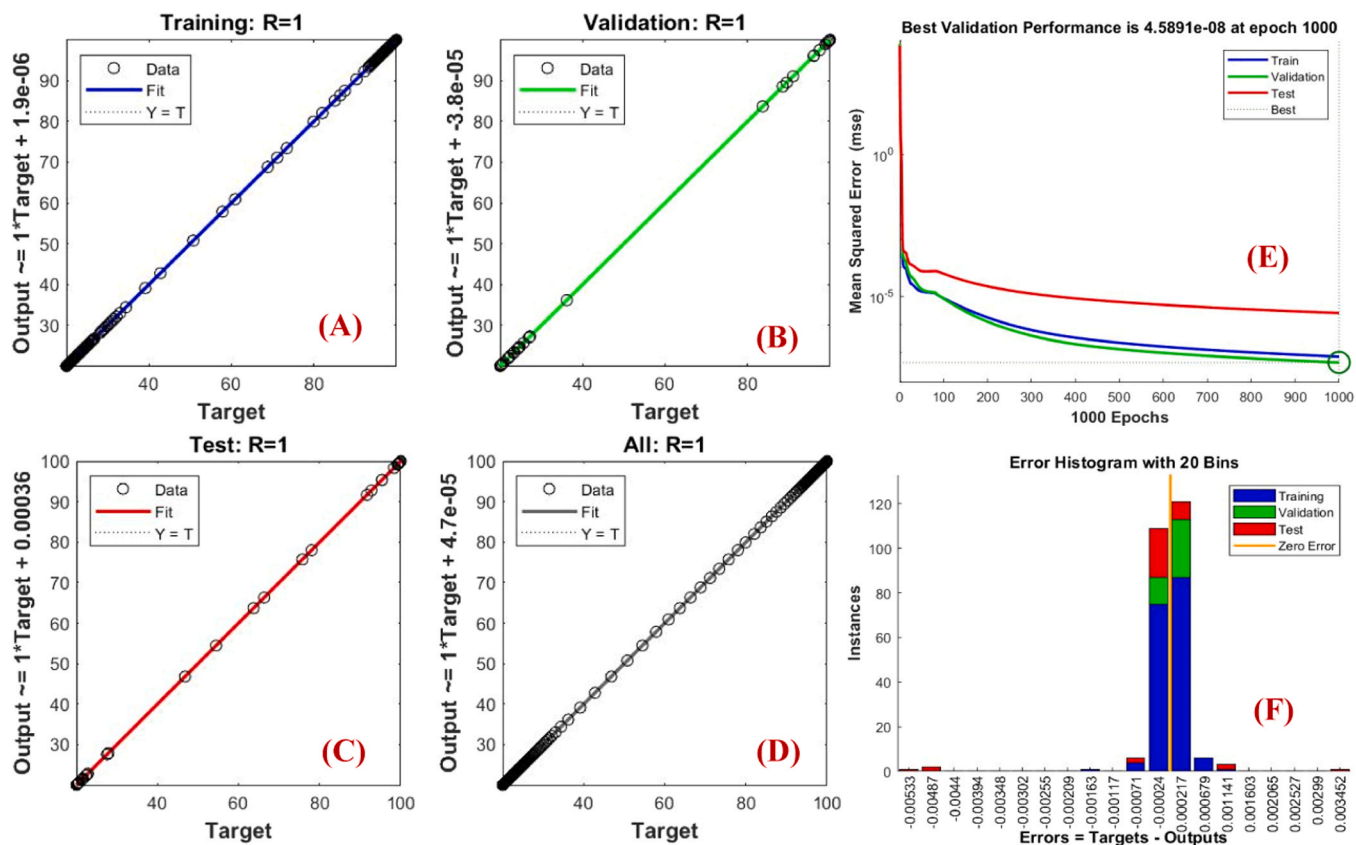 Training: R=1
Output ~= 1*Target + 1.9e-06
90
80
70
60
50
40
30
Data
Fit
Y = T
(A)
40
60
80
Target
Validation: R=1
Output ~= 1*Target + -3.8e-05
90
80
70
60
50
40
30
Data
Fit
Y = T
(B)
40
60
80
Target
Best Validation Performance is 4.5891e-08 at epoch 1000
Mean Squared Error (mse)
10^0
10^-5
Train
Validation
Test
Best
(E)
0
100
200
300
400
500
600
700
800
900
1000
1000 Epochs
Test: R=1
Output ~= 1*Target + 0.00036
100
90
80
70
60
50
40
30
Data
Fit
Y = T
(C)
40
60
80
100
Target
All: R=1
Output ~= 1*Target + 4.7e-05
100
90
80
70
60
50
40
30
Data
Fit
Y = T
(D)
40
60
80
100
Target
Error Histogram with 20 Bins
Instances
120
100
80
60
40
20
0
Training
Validation
Test
Zero Error
(F)
-0.00533
-0.00487
-0.0044
-0.00394
-0.00348
-0.00302
-0.00255
-0.00209
-0.00163
-0.00117
-0.00071
-0.00024
0.000217
0.000679
0.001141
0.001603
0.002065
0.002527
0.00299
0.003452
Errors = Targets - Outputs